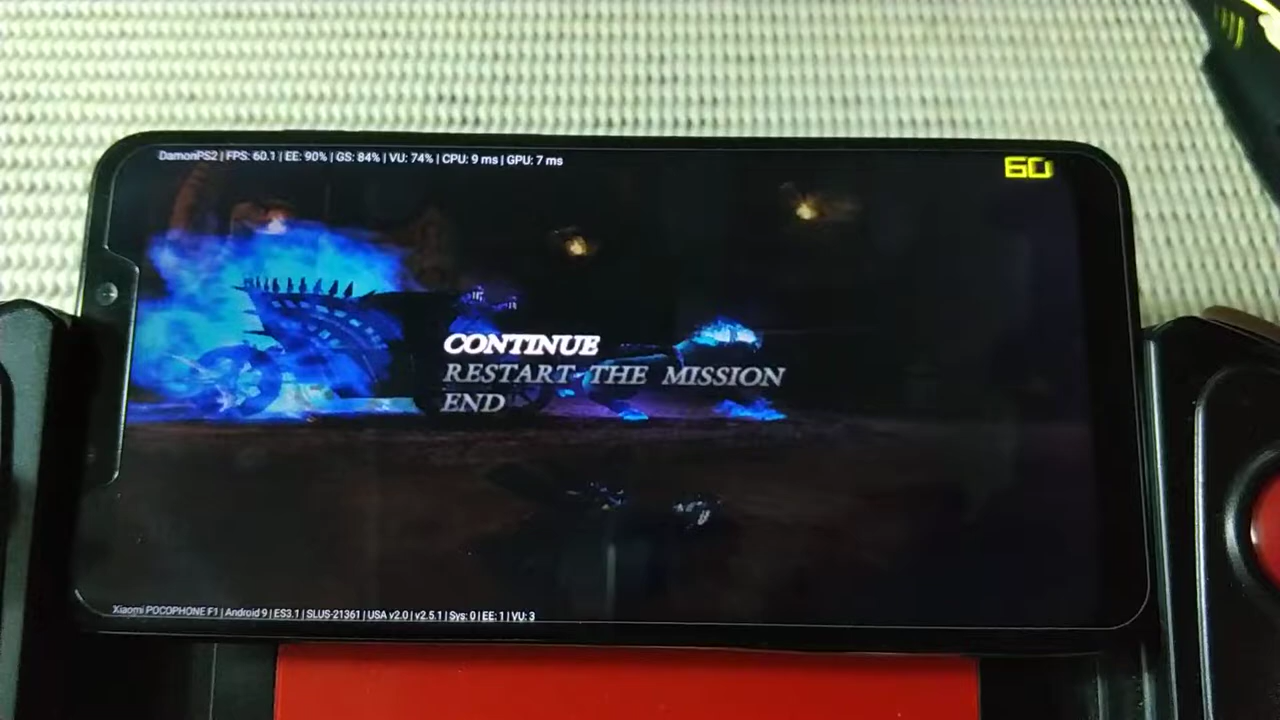 DamonPS2 | FPS: 60.1 | EE: 90% | GS: 84% | VU: 74% | CPU: 9 ms | GPU: 7 ms
60
CONTINUE
RESTART THE MISSION
END
Xiaomi POCOPHONE F1 | Android 9 | ES3.1 | SLUS-21361 | USA v2.0 | v2.5.1 | Sys: 0 | EE: 1 | VU: 3